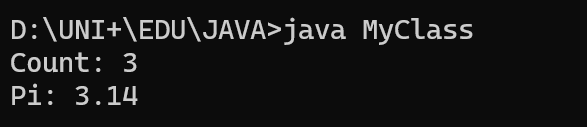 D:\UNI+\EDU\JAVA>java MyClass
Count: 3
Pi: 3.14